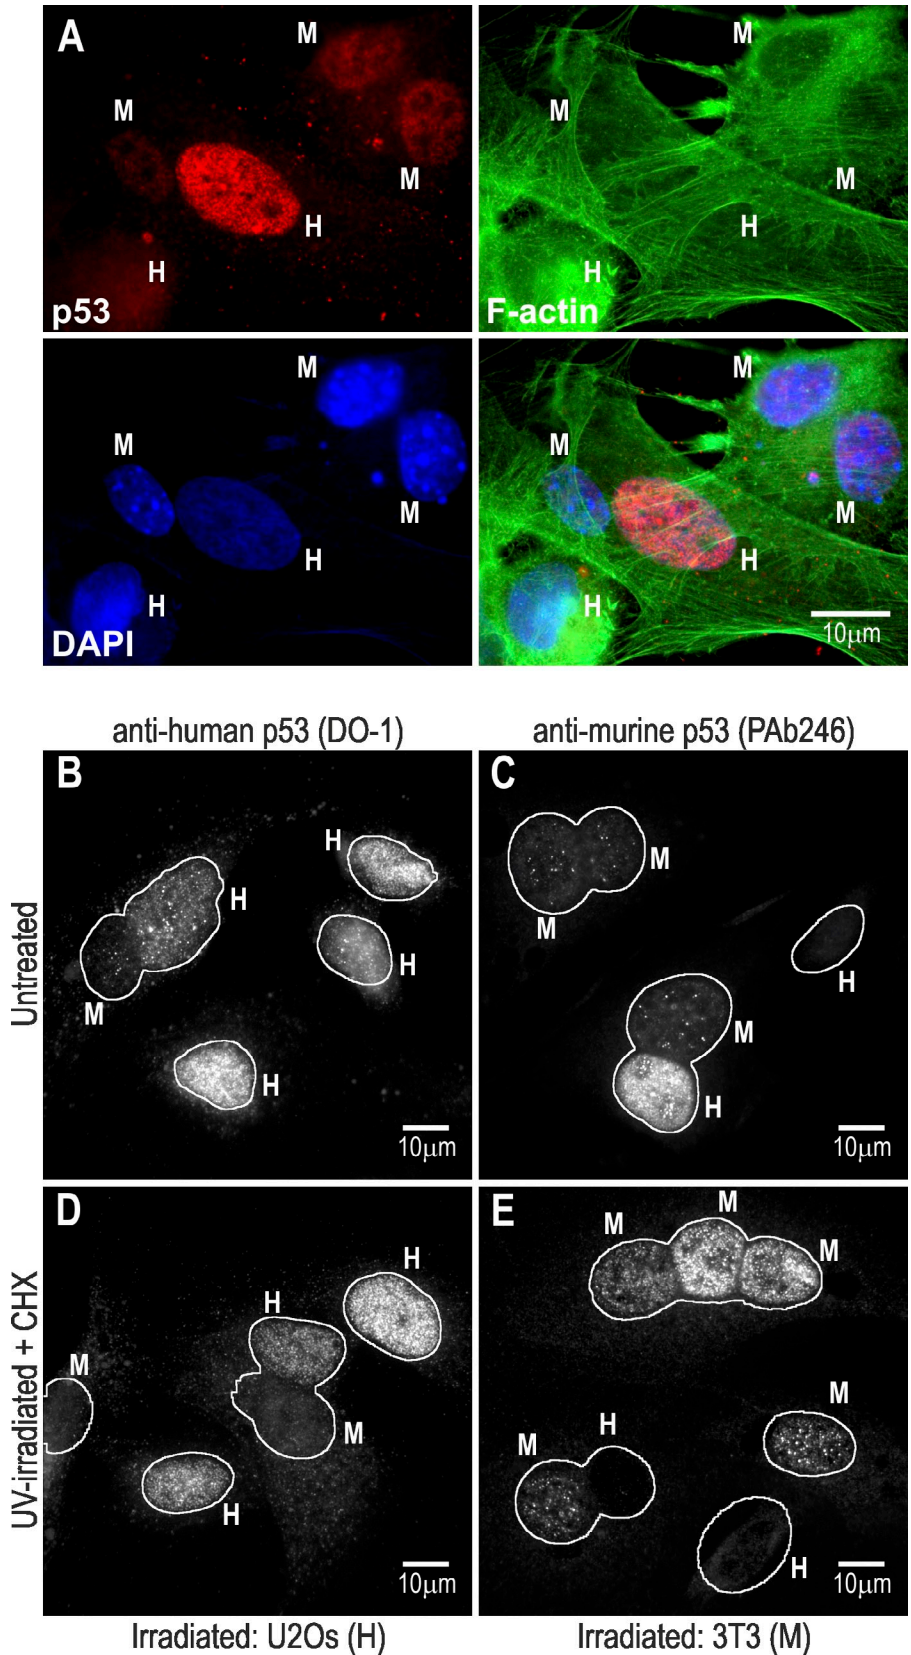 A
M
M
M
H
H
p53
M
M
M
H
H
F-actin
M
M
M
H
H
DAPI
M
M
M
H
H
10µm
anti-human p53 (DO-1)
anti-murine p53 (PAb246)
Untreated
B
H
H
H
M
H
10µm
C
M
M
H
M
H
10µm
UV-irradiated + CHX
D
H
H
M
M
H
10µm
E
M
M
M
M
H
M
H
10µm
Irradiated: U2Os (H)
Irradiated: 3T3 (M)